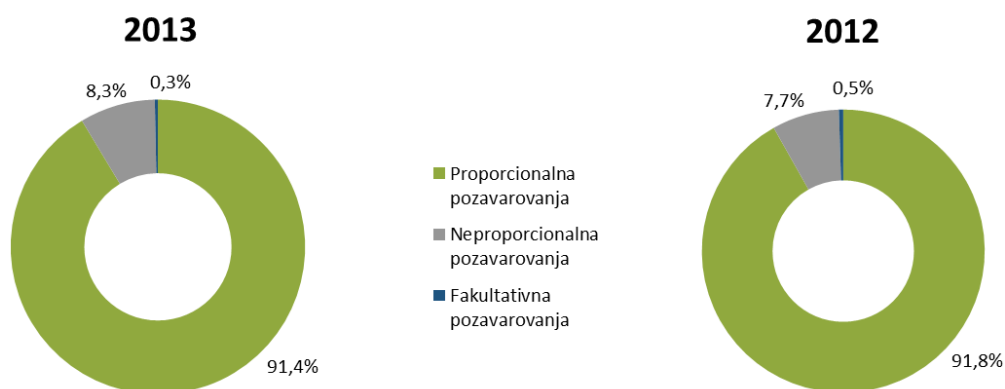 2013
8,3%
0,3%
91,4%
Proporcionalna
pozavarovanja
Neproporcionalna
pozavarovanja
Fakultativna
pozavarovanja
2012
7,7%
0,5%
91,8%